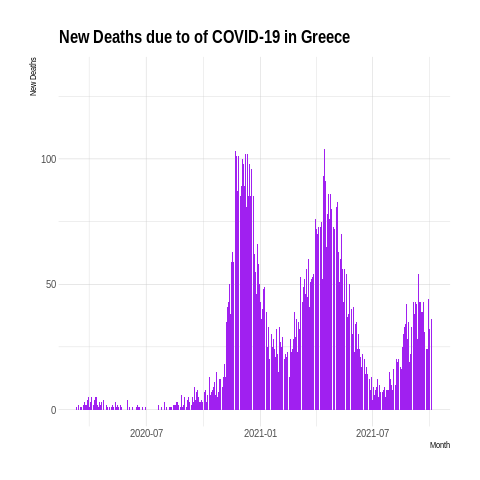 New Deaths due to of COVID-19 in Greece
New Deaths
100
50
0
2020-07 2021-01 2021-07
Month